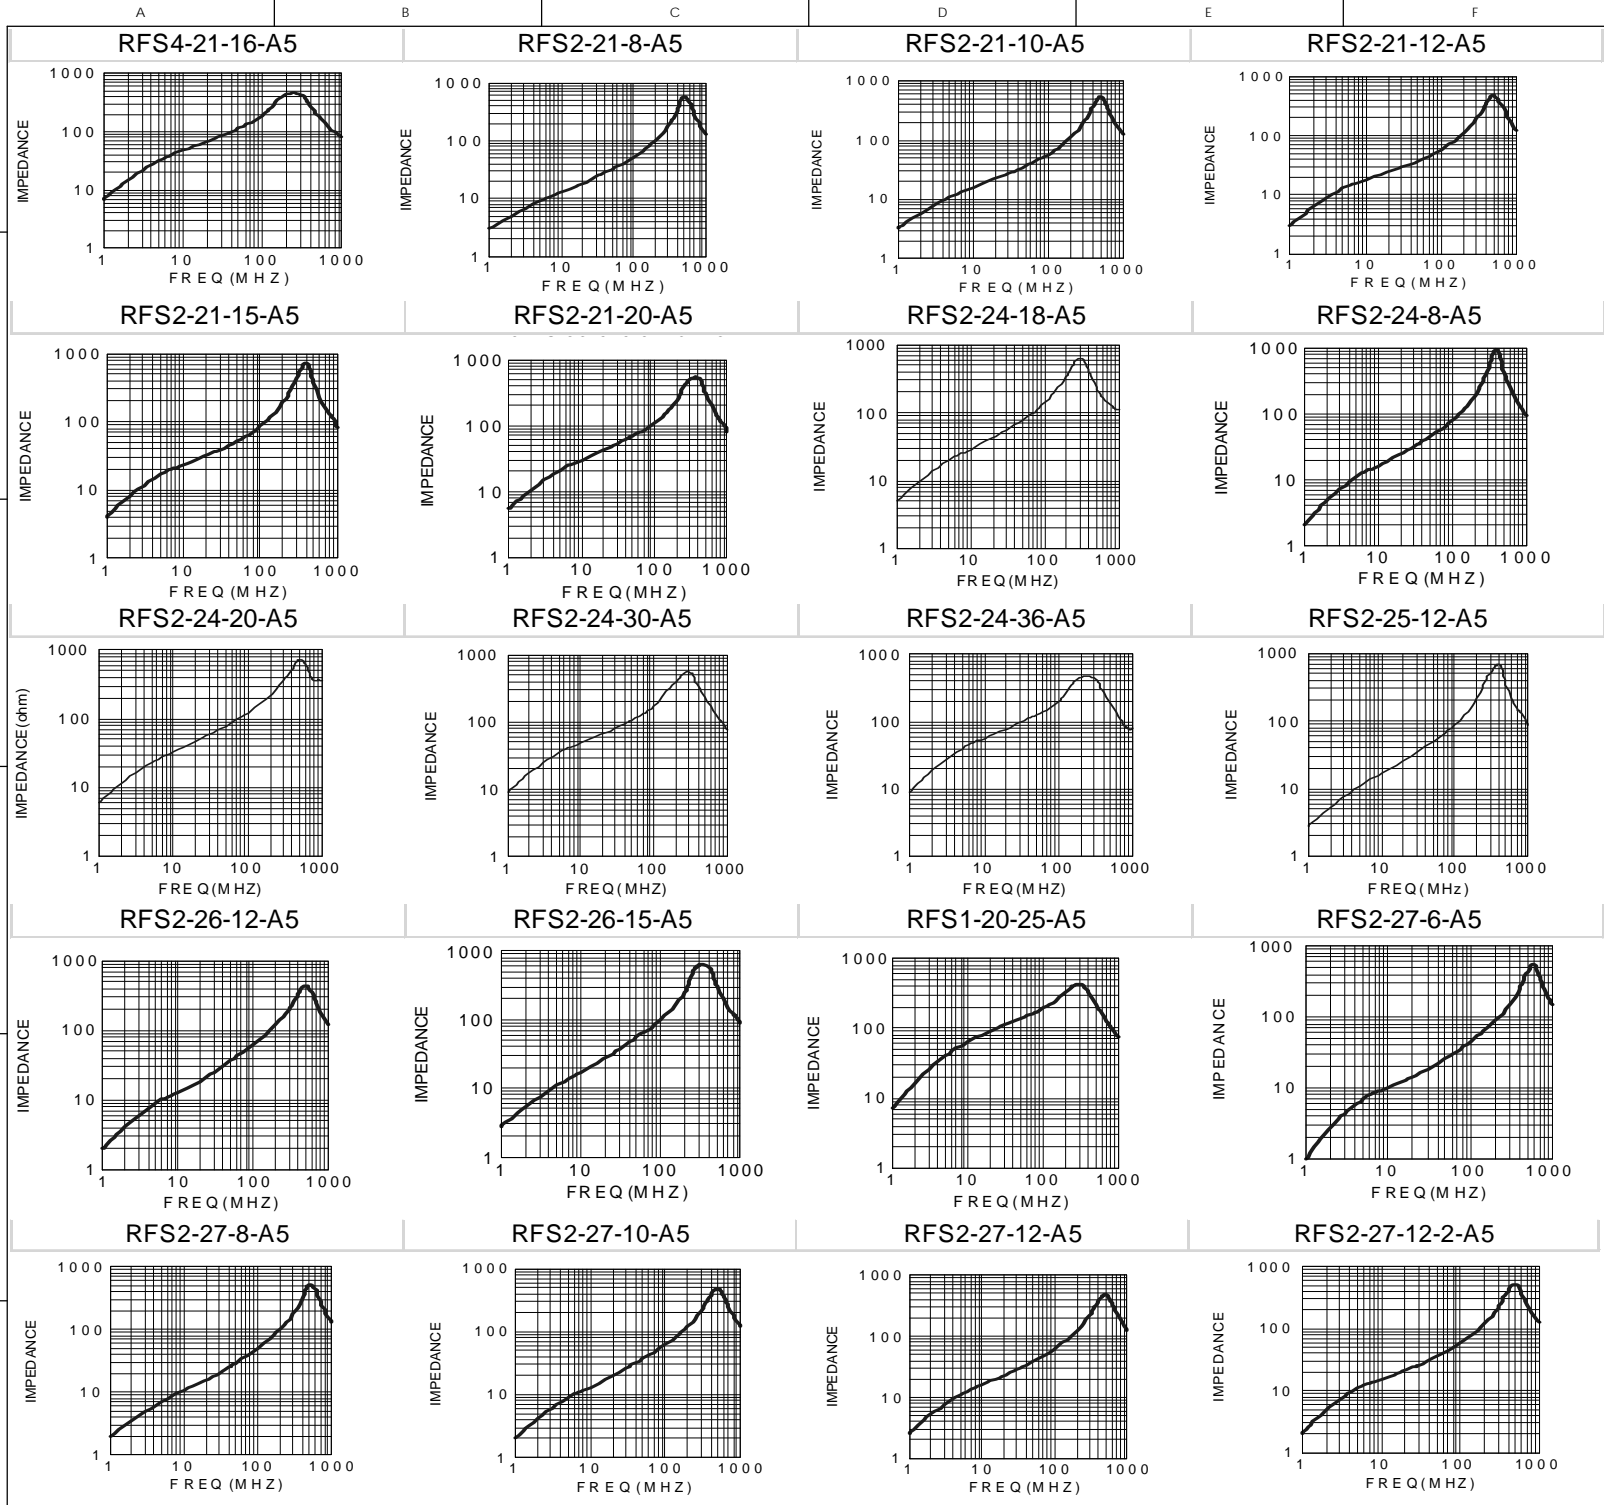 A B C D E F
RFS4-21-16-A5 RFS2-21-8-A5 RFS2-21-10-A5 RFS2-21-12-A5
IMPEDANCE
1000
100
10
1
1 10 100 1000
FREQ(MHZ)
IMPEDANCE
1000
100
10
1
1 10 100 1000
FREQ(MHZ)
IMPEDANCE
1000
100
10
1
1 10 100 1000
FREQ(MHZ)
IMPEDANCE
1000
100
10
1
1 10 100 1000
FREQ(MHZ)
RFS2-21-15-A5 RFS2-21-20-A5 RFS2-24-18-A5 RFS2-24-8-A5
IMPEDANCE
1000
100
10
1
1 10 100 1000
FREQ(MHZ)
IMPEDANCE
1000
100
10
1
1 10 100 1000
FREQ(MHZ)
IMPEDANCE
1000
100
10
1
1 10 100 1000
FREQ(MHZ)
IMPEDANCE
1000
100
10
1
1 10 100 1000
FREQ(MHZ)
RFS2-24-20-A5 RFS2-24-30-A5 RFS2-24-36-A5 RFS2-25-12-A5
IMPEDANCE(ohm)
1000
100
10
1
1 10 100 1000
FREQ(MHZ)
IMPEDANCE
1000
100
10
1
1 10 100 1000
FREQ(MHZ)
IMPEDANCE
1000
100
10
1
1 10 100 1000
FREQ(MHZ)
IMPEDANCE
1000
100
10
1
1 10 100 1000
FREQ(MHz)
RFS2-26-12-A5 RFS2-26-15-A5 RFS1-20-25-A5 RFS2-27-6-A5
IMPEDANCE
1000
100
10
1
1 10 100 1000
FREQ(MHZ)
IMPEDANCE
1000
100
10
1
1 10 100 1000
FREQ(MHZ)
IMPEDANCE
1000
100
10
1
1 10 100 1000
FREQ(MHZ)
IMPEDANCE
1000
100
10
1
1 10 100 1000
FREQ(MHZ)
RFS2-27-8-A5 RFS2-27-10-A5 RFS2-27-12-A5 RFS2-27-12-2-A5
IMPEDANCE
1000
100
10
1
1 10 100 1000
FREQ(MHZ)
IMPEDANCE
1000
100
10
1
1 10 100 1000
FREQ(MHZ)
IMPEDANCE
1000
100
10
1
1 10 100 1000
FREQ(MHZ)
IMPEDANCE
1000
100
10
1
1 10 100 1000
FREQ(MHZ)